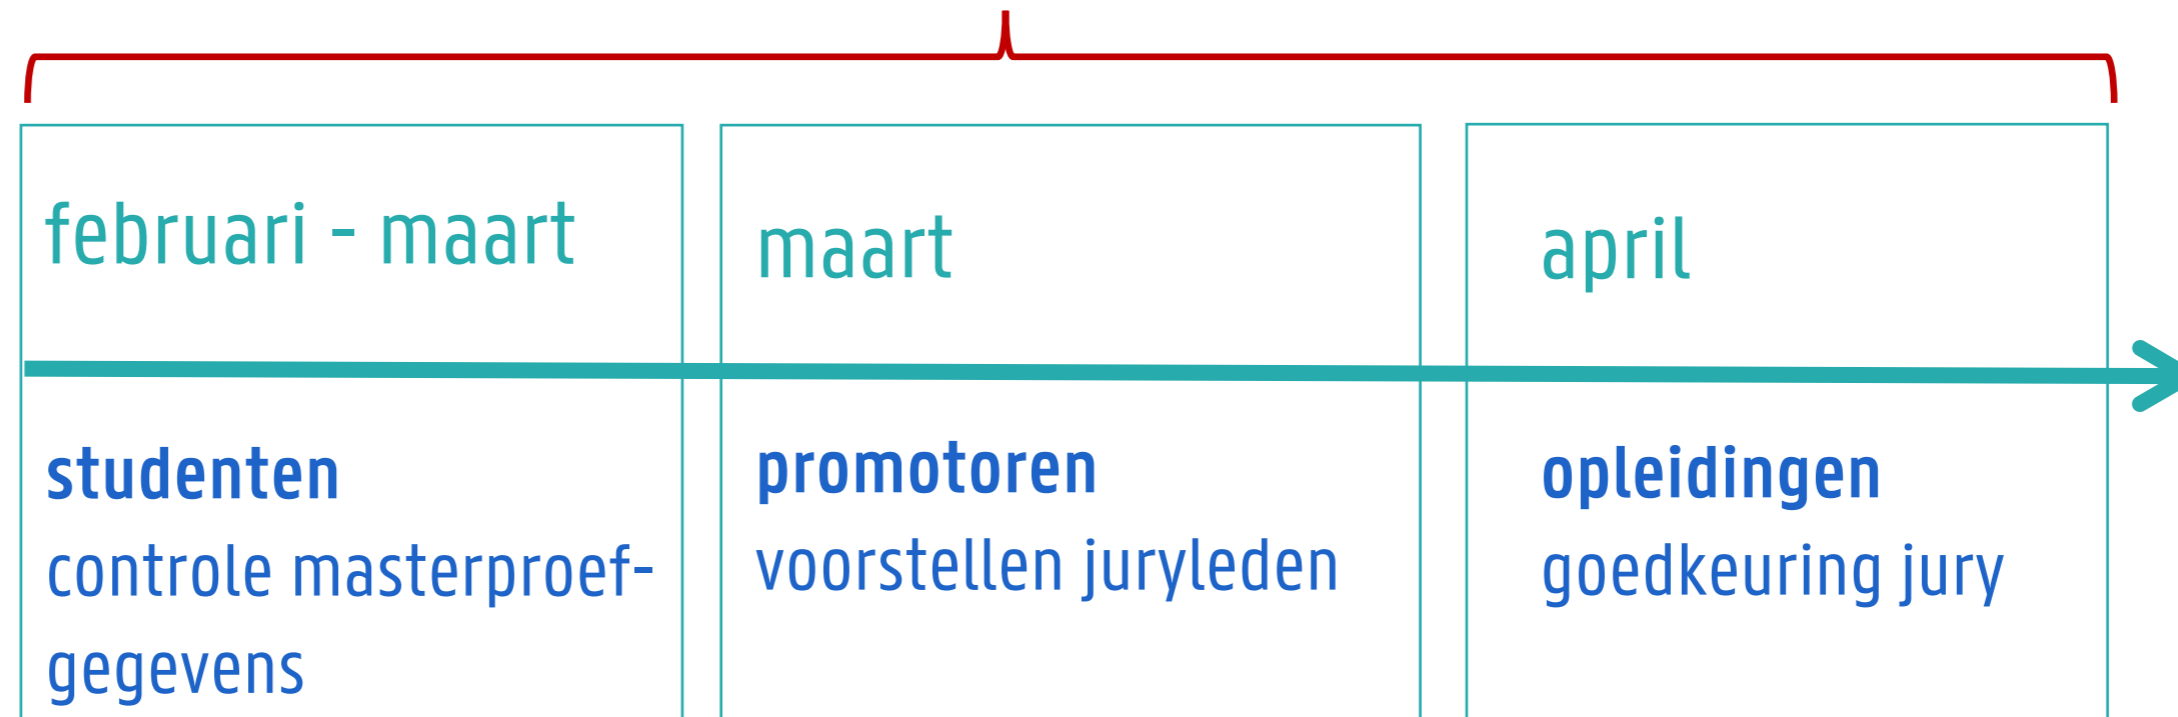 februari - maart
studenten
controle masterproef-
gegevens
maart
promotoren
voorstellen juryleden
april
opleidingen
goedkeuring jury